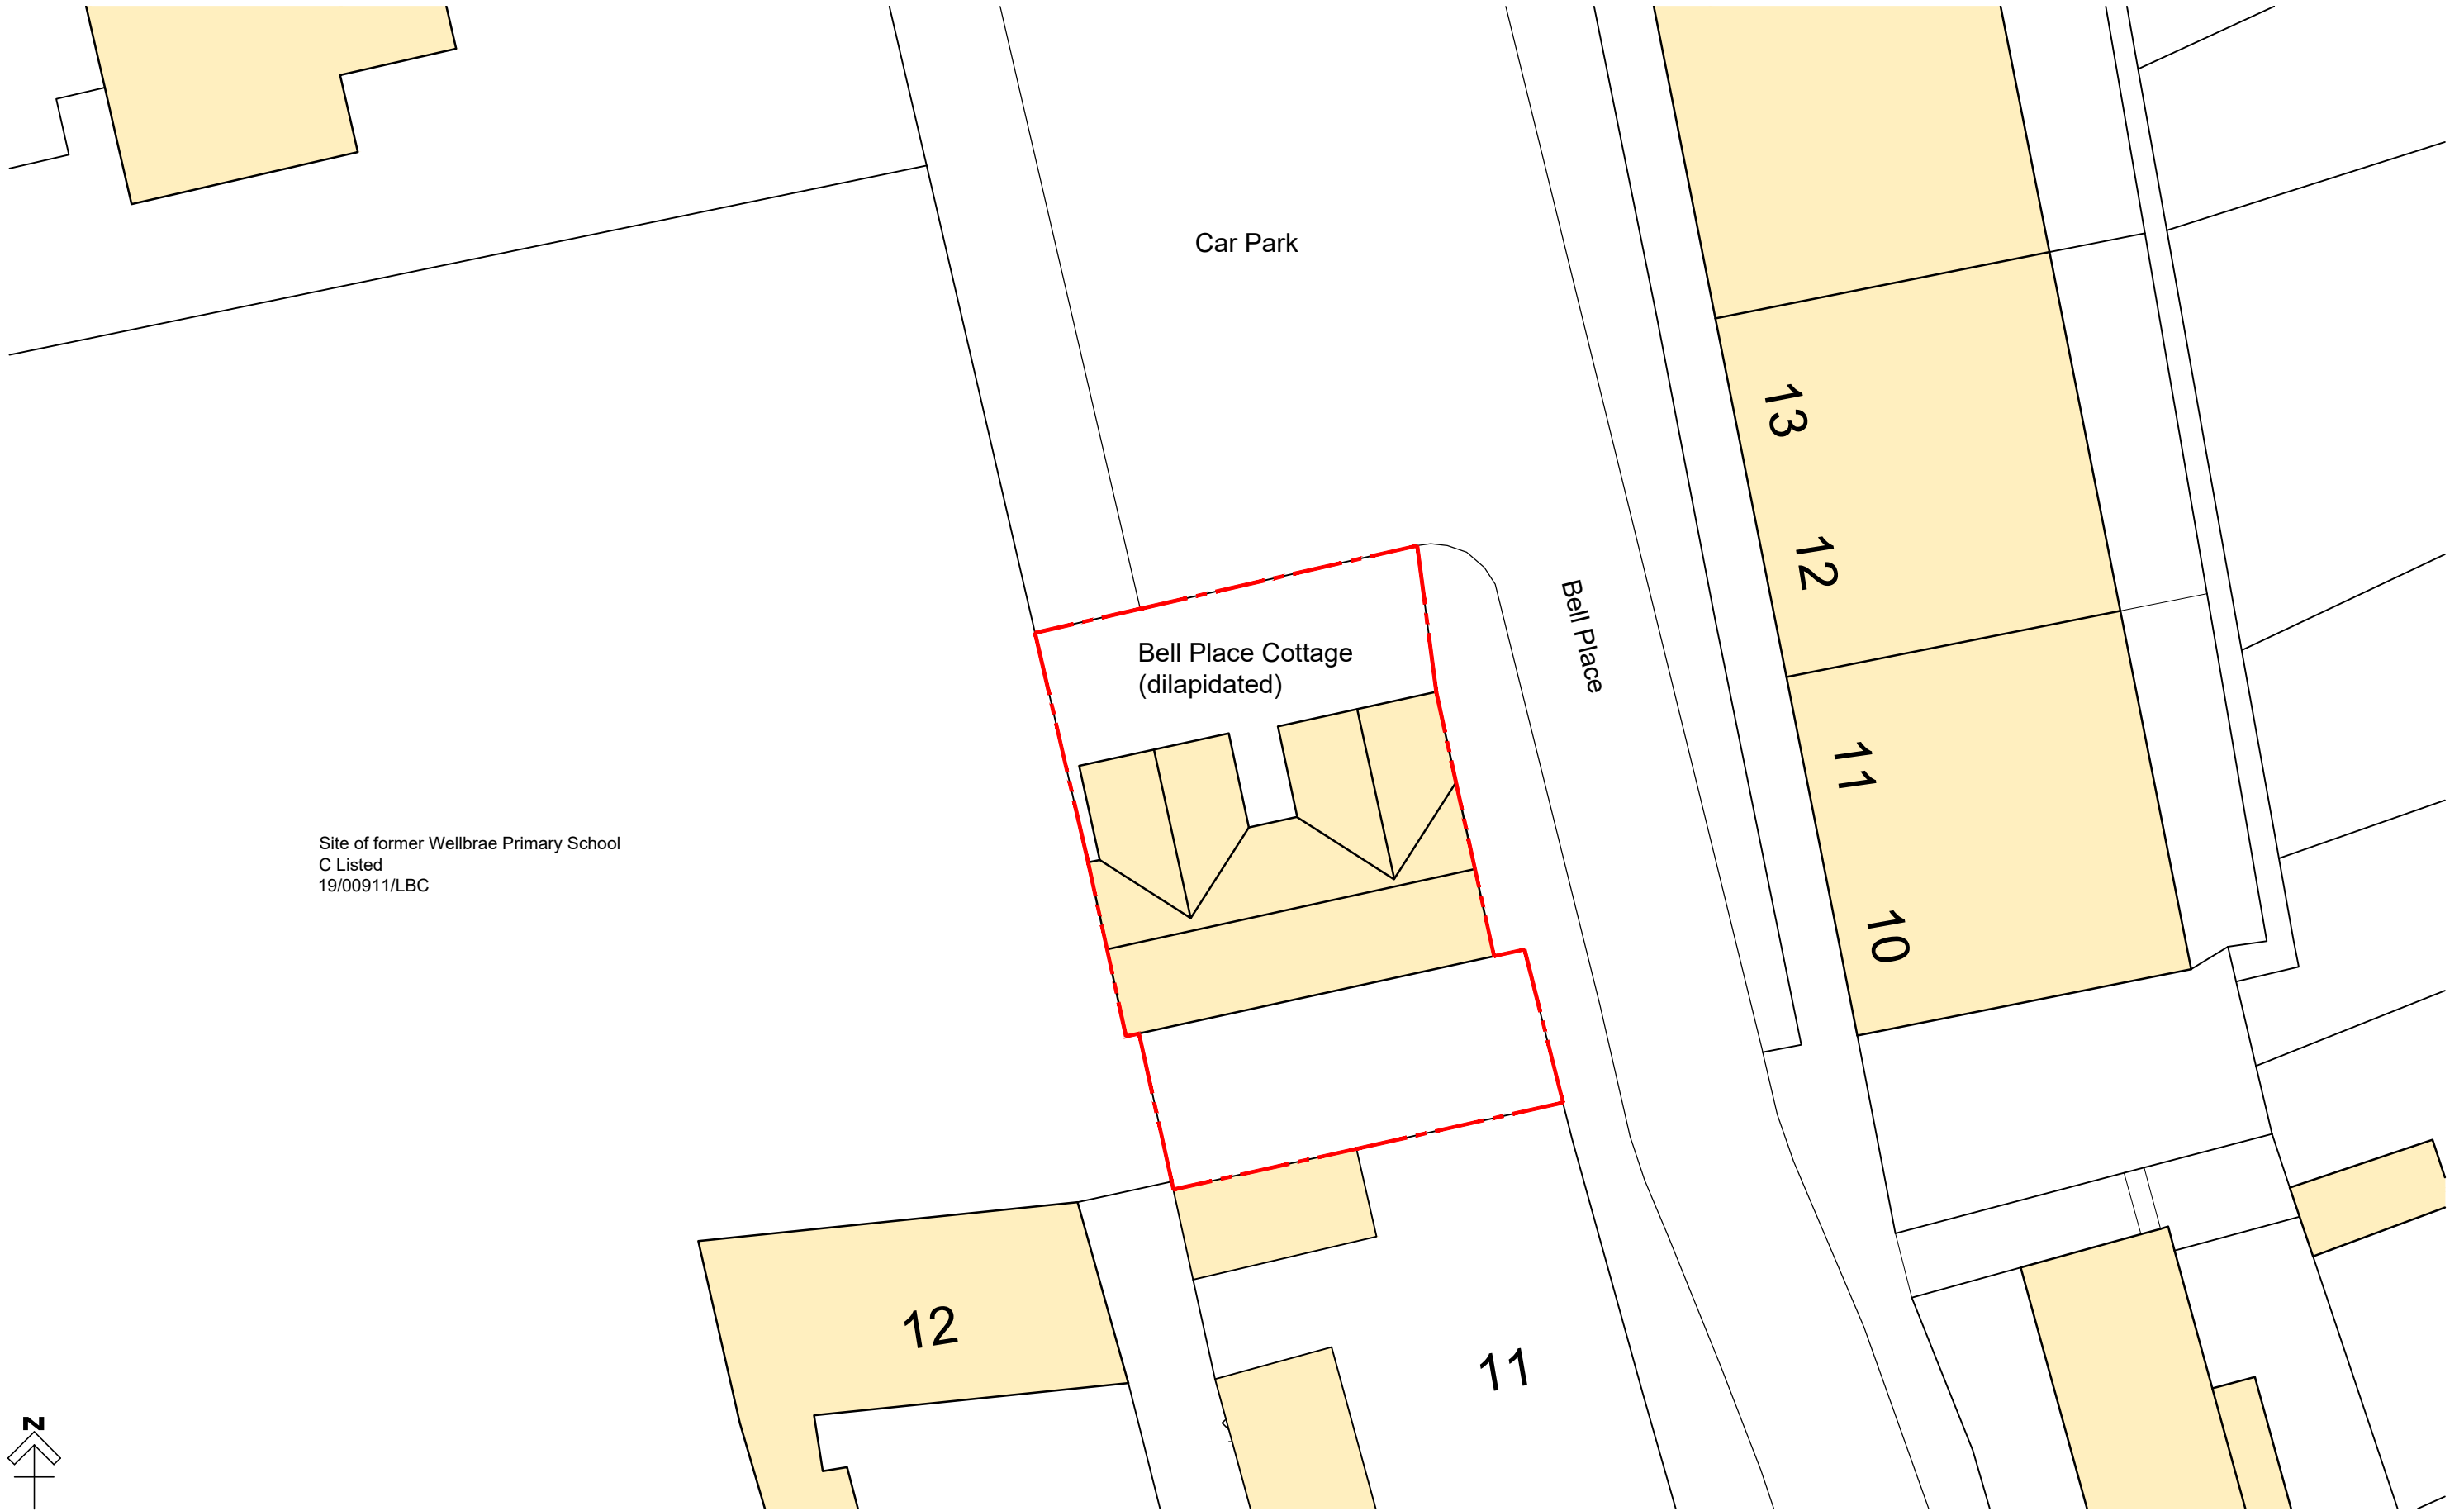 Car Park
13
12
Bell Place
Bell Place Cottage
(dilapidated)
11
Site of former Wellbrae Primary School
C Listed
19/00911/LBC
10
12
11
N